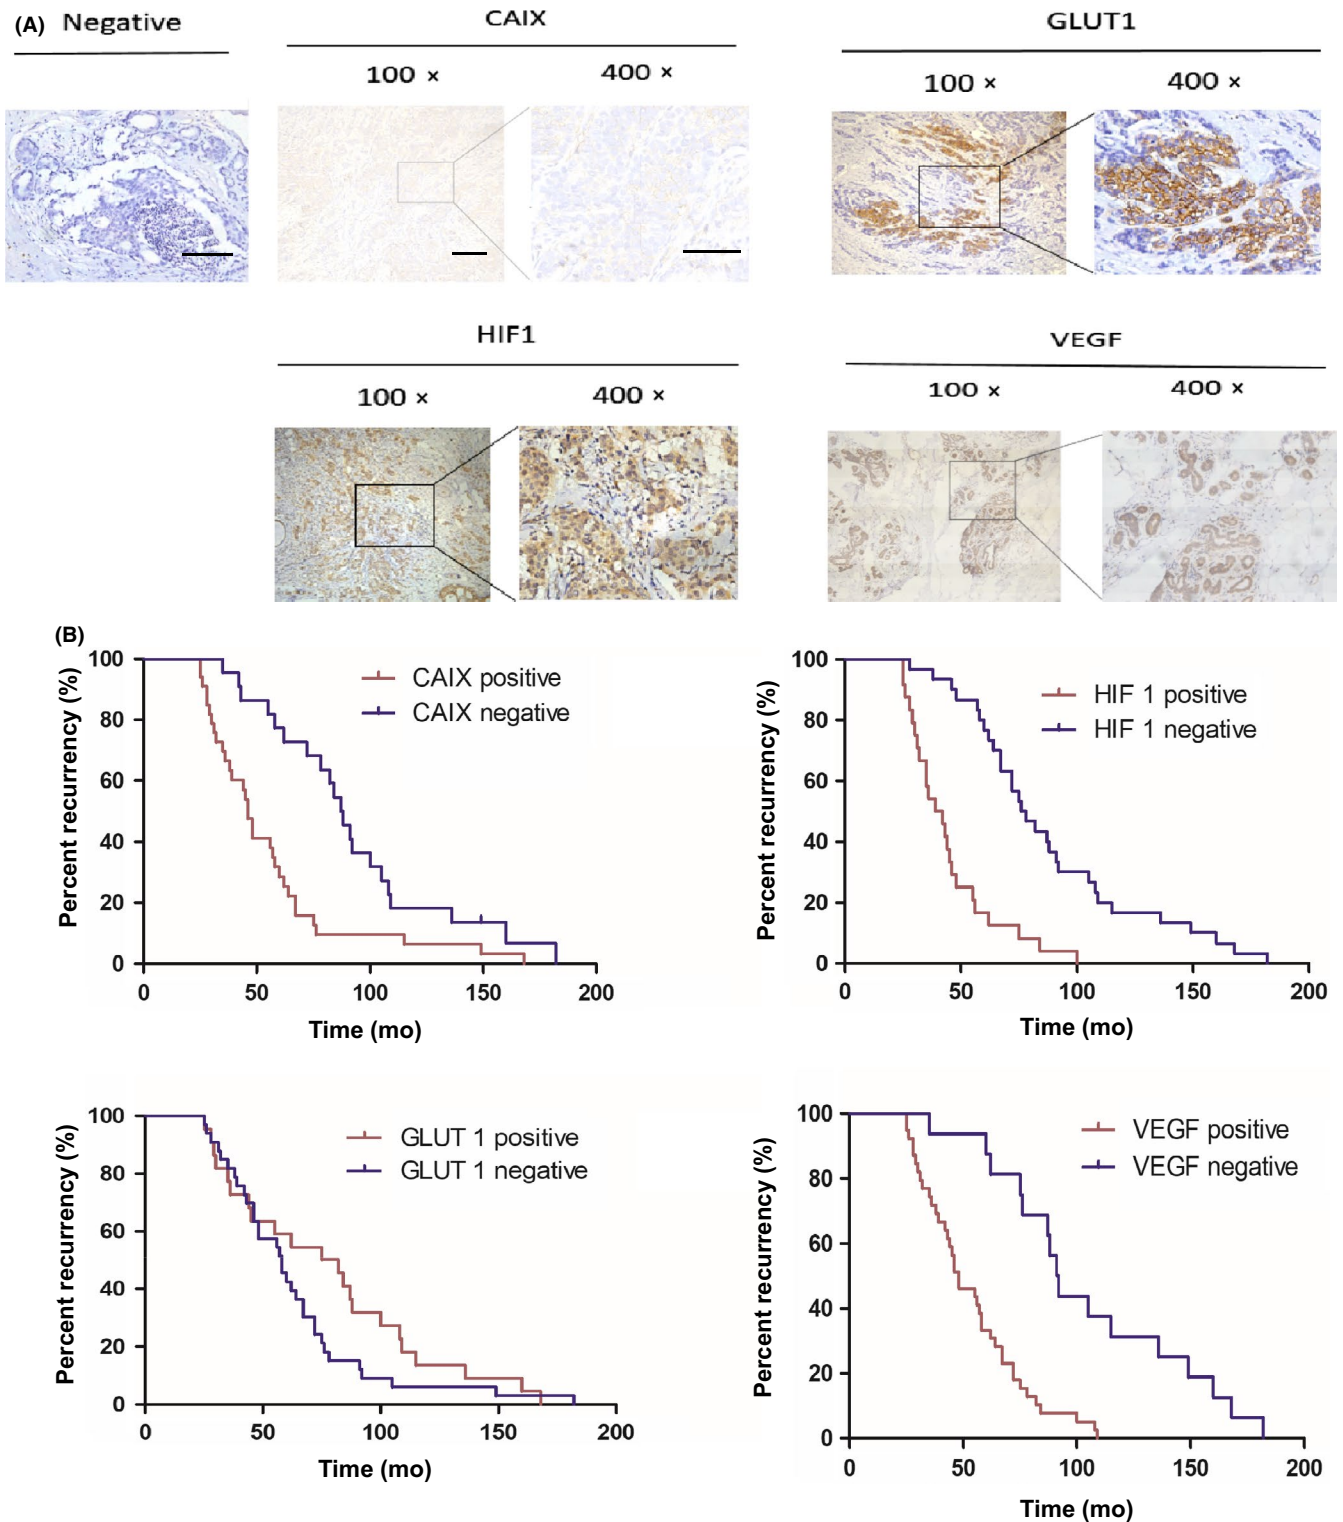 (A)
Negative
CAIX
100 ×
400 ×
GLUT1
100 ×
400 ×
HIF1
100 ×
400 ×
VEGF
100 ×
400 ×
(B)
Percent recurrency (%)
100
80
60
40
20
0
CAIX positive
CAIX negative
0 50 100 150 200
Time (mo)
Percent recurrency (%)
100
80
60
40
20
0
HIF 1 positive
HIF 1 negative
0 50 100 150 200
Time (mo)
Percent recurrency (%)
100
80
60
40
20
0
GLUT 1 positive
GLUT 1 negative
0 50 100 150 200
Time (mo)
Percent recurrency (%)
100
80
60
40
20
0
VEGF positive
VEGF negative
0 50 100 150 200
Time (mo)